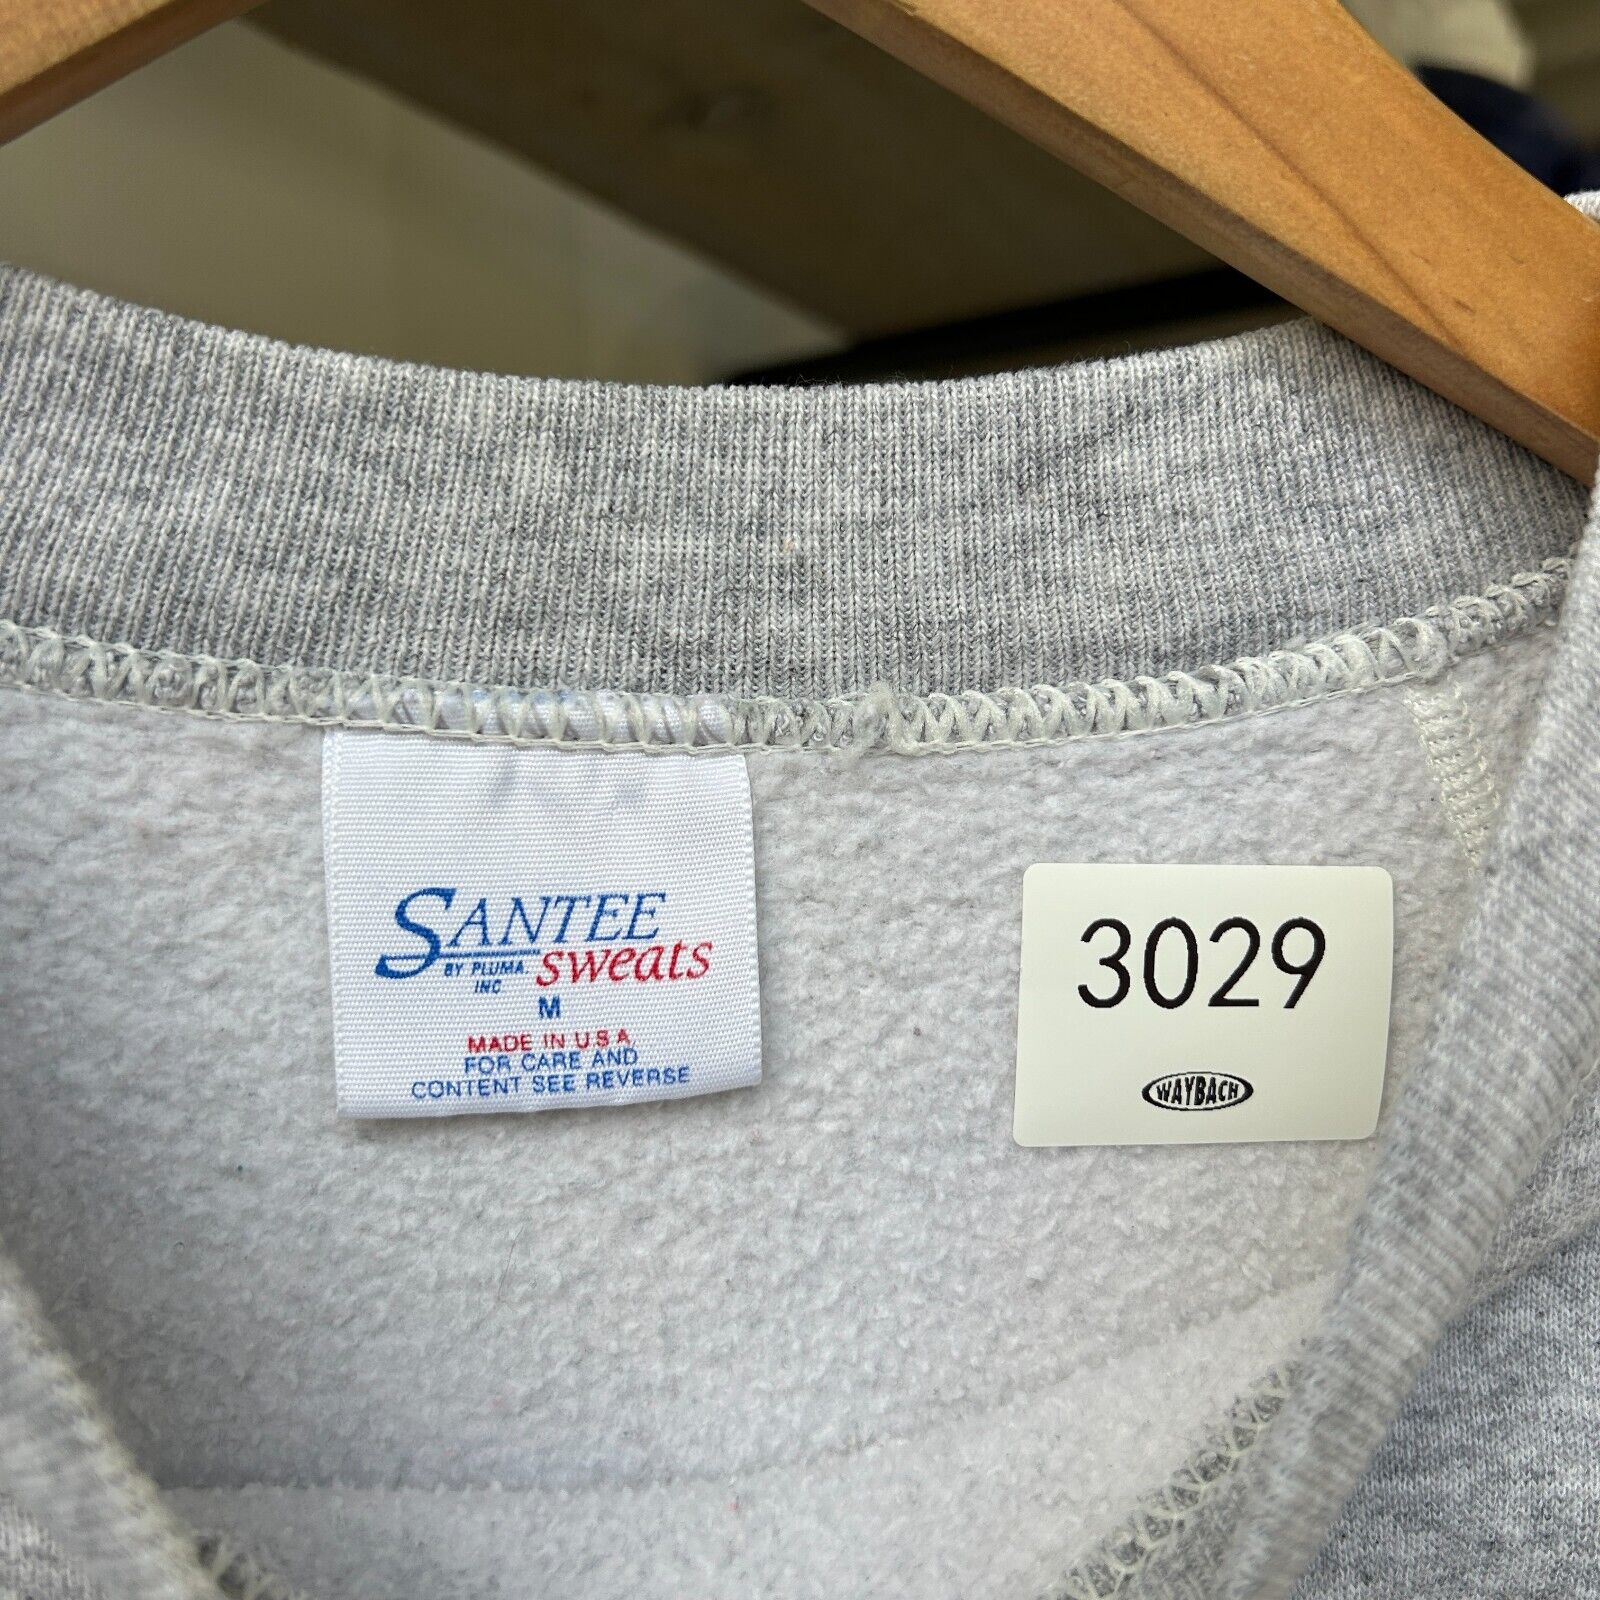 SANTEE
BY PLUMA sweats
INC
M
MADE IN U.S.A.
FOR CARE AND
CONTENT SEE REVERSE
3029
WAYBACH